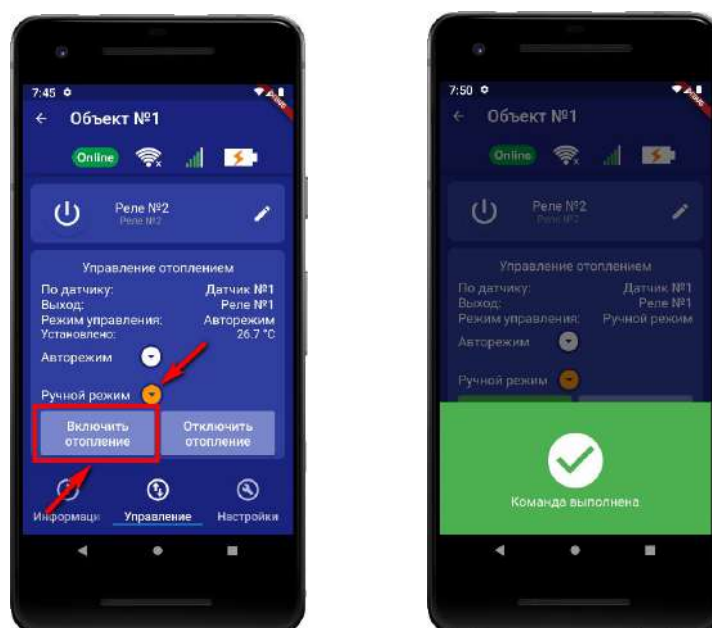 7:45
Объект №1
Online
Реле №2
Реле №2
Управление отоплением
По датчику: Датчик №1
Выход: Реле №1
Режим управления: Авторежим
Установлено: 26.7 °C
Авторежим
Ручной режим
Включить отопление
Отключить отопление
Информаци Управление Настройки
7:50
Объект №1
Online
Реле №2
Реле №2
Управление отоплением
По датчику: Датчик №1
Выход: Реле №1
Режим управления: Ручной режим
Авторежим
Ручной режим
Команда выполнена